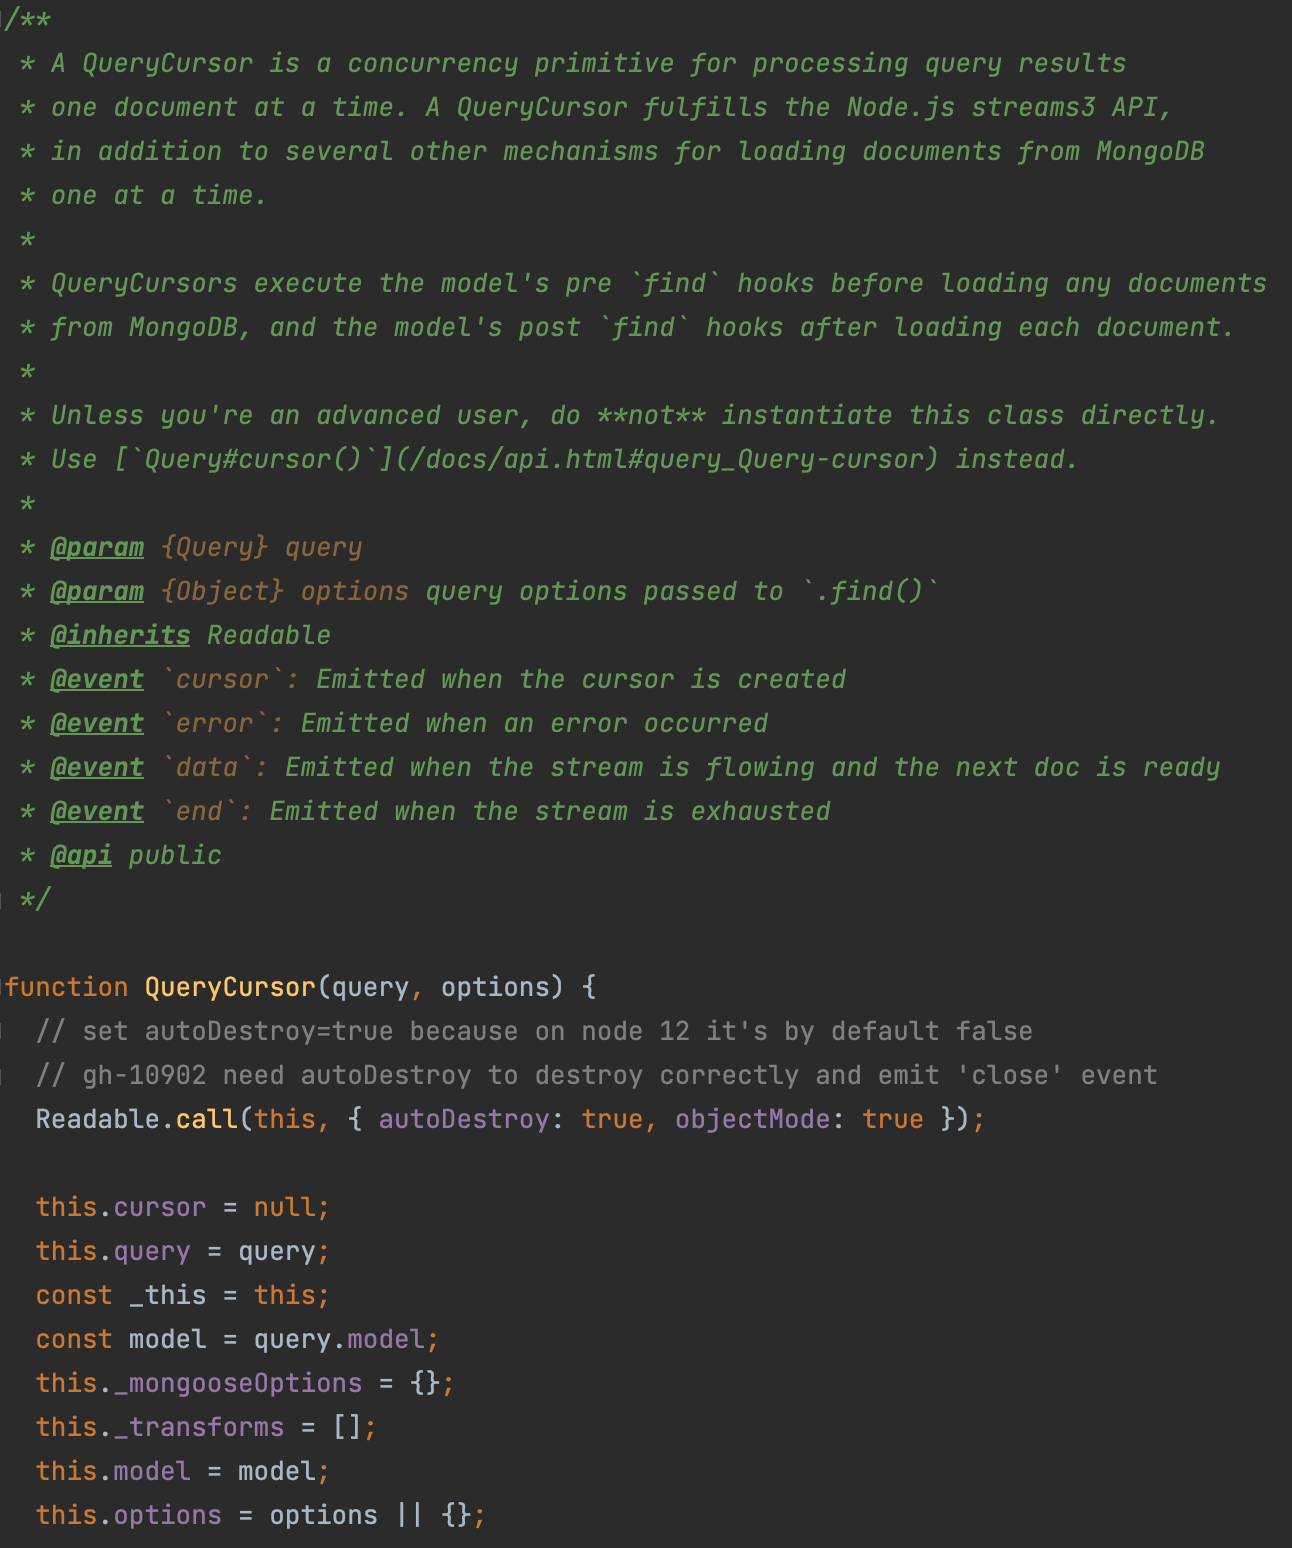 /**
 * A QueryCursor is a concurrency primitive for processing query results
 * one document at a time. A QueryCursor fulfills the Node.js streams3 API,
 * in addition to several other mechanisms for loading documents from MongoDB
 * one at a time.
 *
 * QueryCursors execute the model's pre `find` hooks before loading any documents
 * from MongoDB, and the model's post `find` hooks after loading each document.
 *
 * Unless you're an advanced user, do **not** instantiate this class directly.
 * Use [`Query#cursor()`](/docs/api.html#query_Query-cursor) instead.
 *
 * @param {Query} query
 * @param {Object} options query options passed to `.find()`
 * @inherits Readable
 * @event `cursor`: Emitted when the cursor is created
 * @event `error`: Emitted when an error occurred
 * @event `data`: Emitted when the stream is flowing and the next doc is ready
 * @event `end`: Emitted when the stream is exhausted
 * @api public
 */

function QueryCursor(query, options) {
  // set autoDestroy=true because on node 12 it's by default false
  // gh-10902 need autoDestroy to destroy correctly and emit 'close' event
  Readable.call(this, { autoDestroy: true, objectMode: true });

  this.cursor = null;
  this.query = query;
  const _this = this;
  const model = query.model;
  this._mongooseOptions = {};
  this._transforms = [];
  this.model = model;
  this.options = options || {};